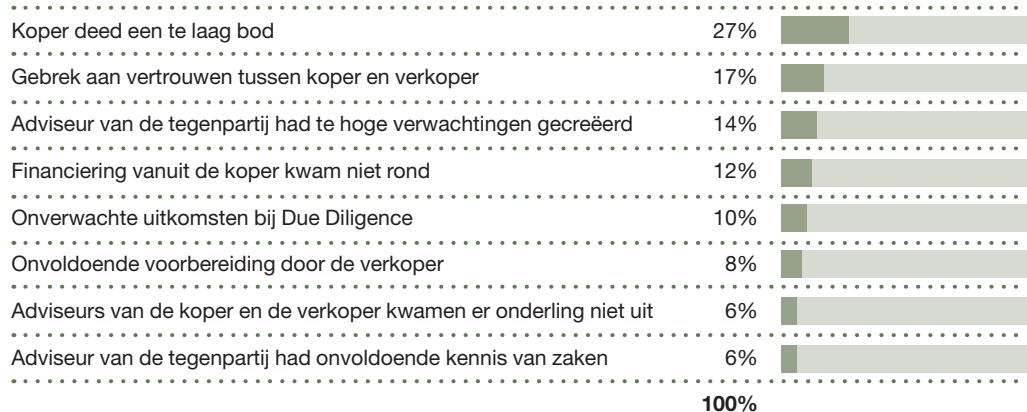 Koper deed een te laag bod 27%
Gebrek aan vertrouwen tussen koper en verkoper 17%
Adviseur van de tegenpartij had te hoge verwachtingen gecreëerd 14%
Financiering vanuit de koper kwam niet rond 12%
Onverwachte uitkomsten bij Due Diligence 10%
Onvoldoende voorbereiding door de verkoper 8%
Adviseurs van de koper en de verkoper kwamen er onderling niet uit 6%
Adviseur van de tegenpartij had onvoldoende kennis van zaken 6%
100%